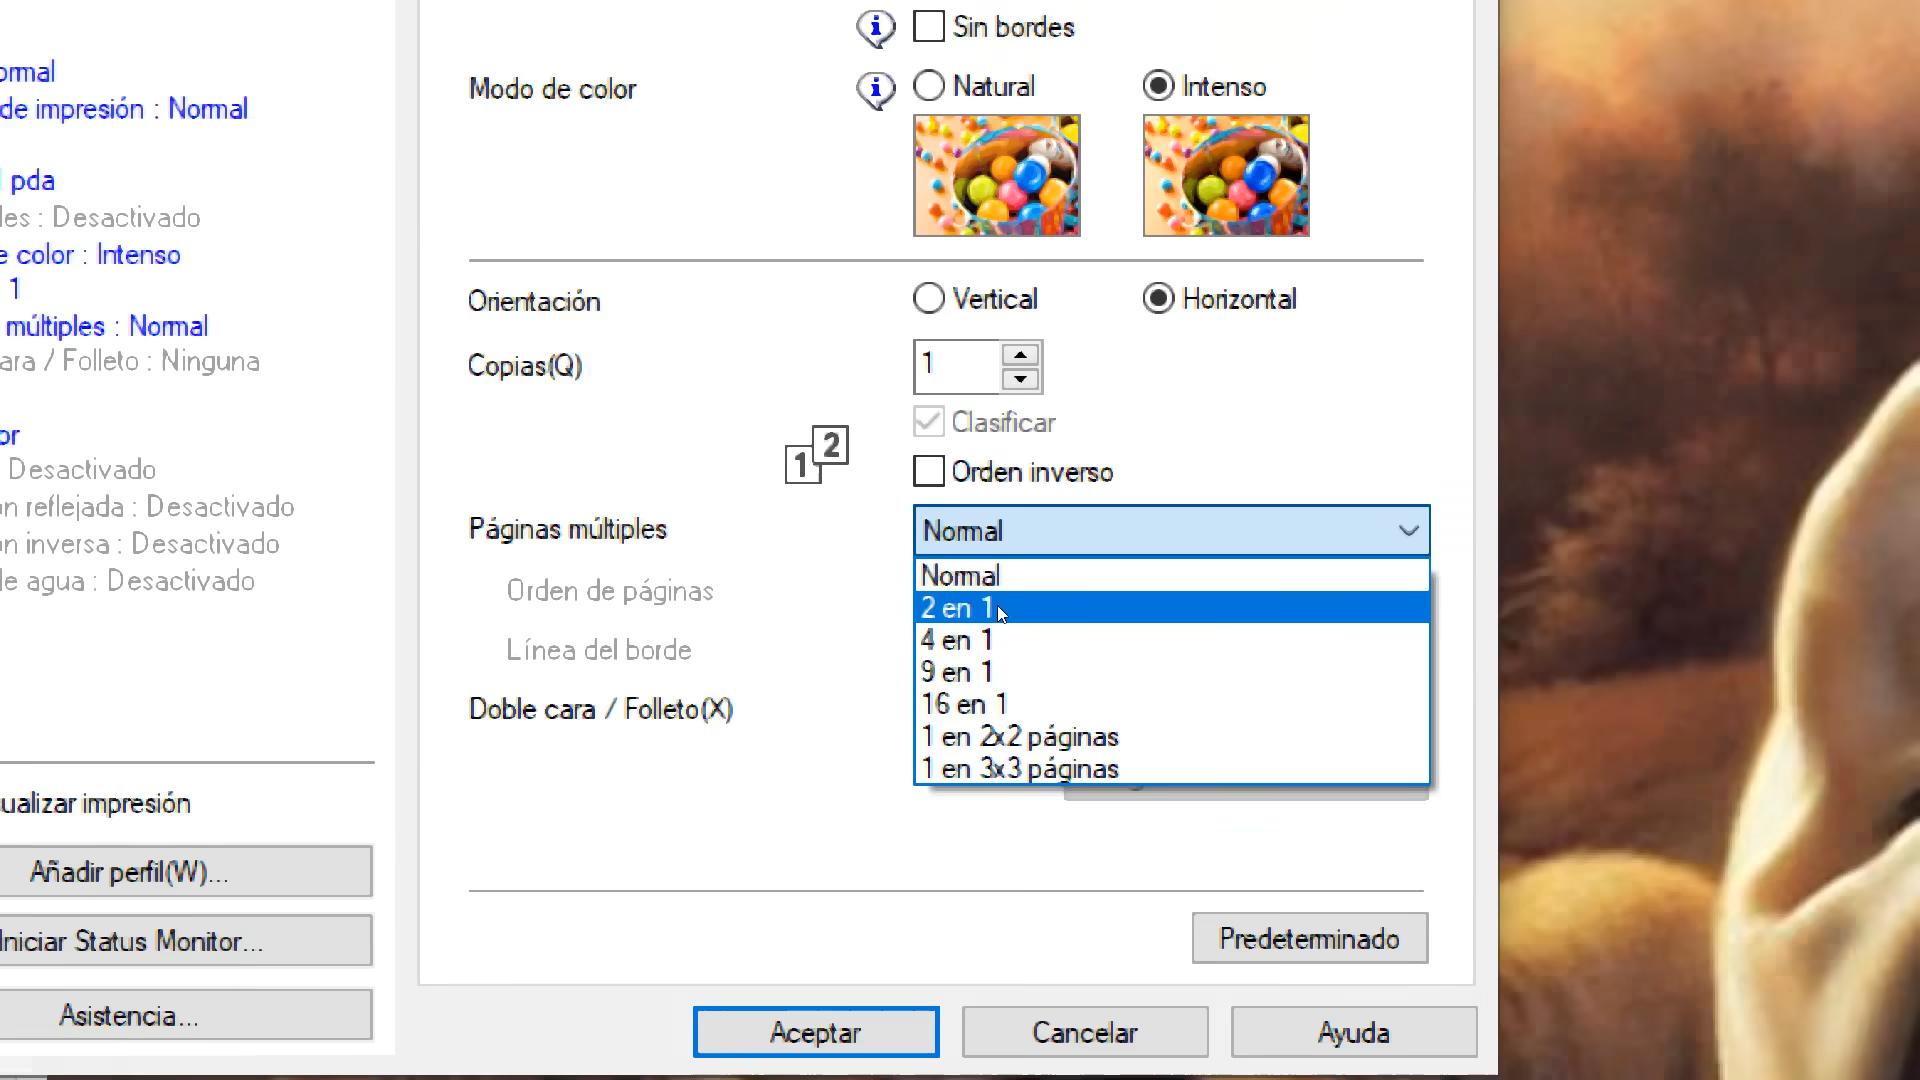 Sin bordes
Modo de color
Natural
Intenso
Orientación
Vertical
Horizontal
Copias(Q)
1
Clasificar
1 2
Orden inverso
Páginas múltiples
Normal
Normal
2 en 1
4 en 1
9 en 1
16 en 1
1 en 2x2 páginas
1 en 3x3 páginas
Orden de páginas
Línea del borde
Doble cara / Folleto(X)
Predeterminado
Aceptar
Cancelar
Ayuda
ormal
de impresión : Normal
pda
les : Desactivado
e color : Intenso
1
múltiples : Normal
ara / Folleto : Ninguna
or
Desactivado
n reflejada : Desactivado
n inversa : Desactivado
le agua : Desactivado
ualizar impresión
Añadir perfil(W)...
Iniciar Status Monitor...
Asistencia...